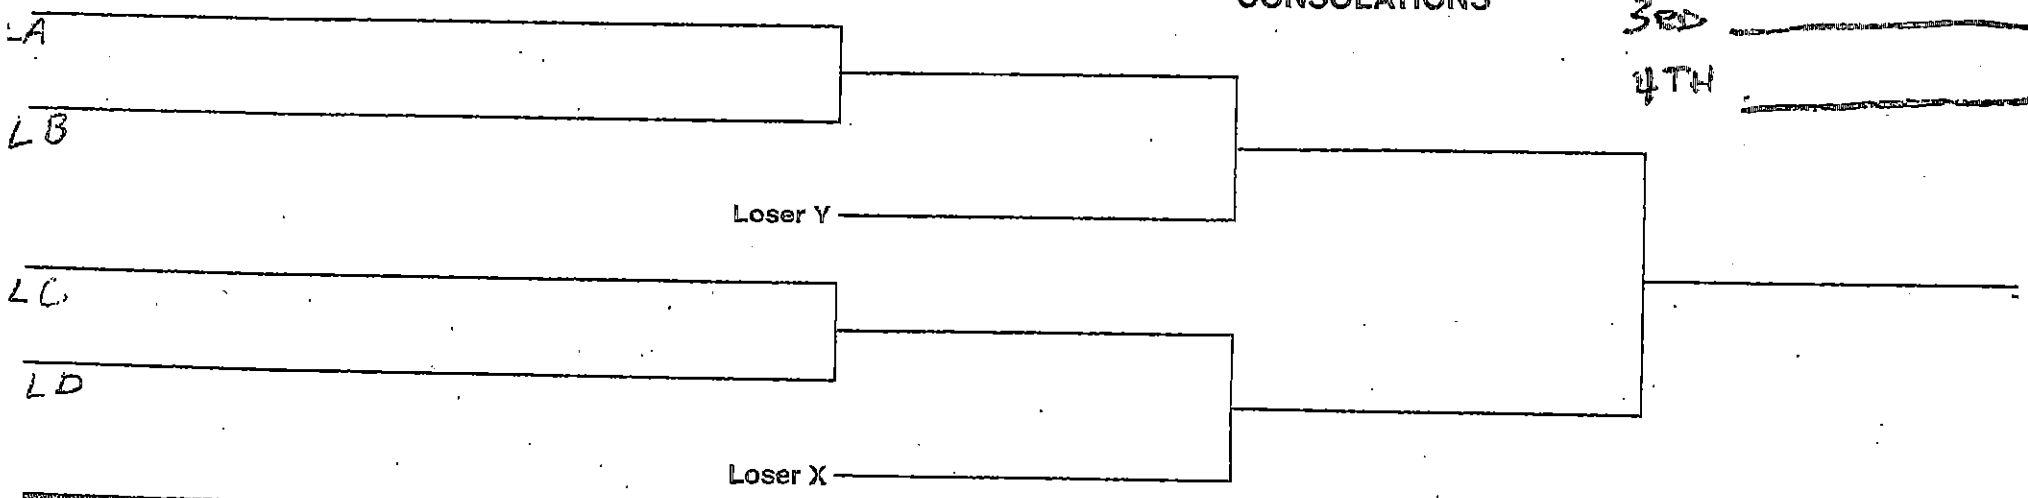 CONSOLATIONS
3RD
4TH
LA
LB
Loser Y
LC
LD
Loser X